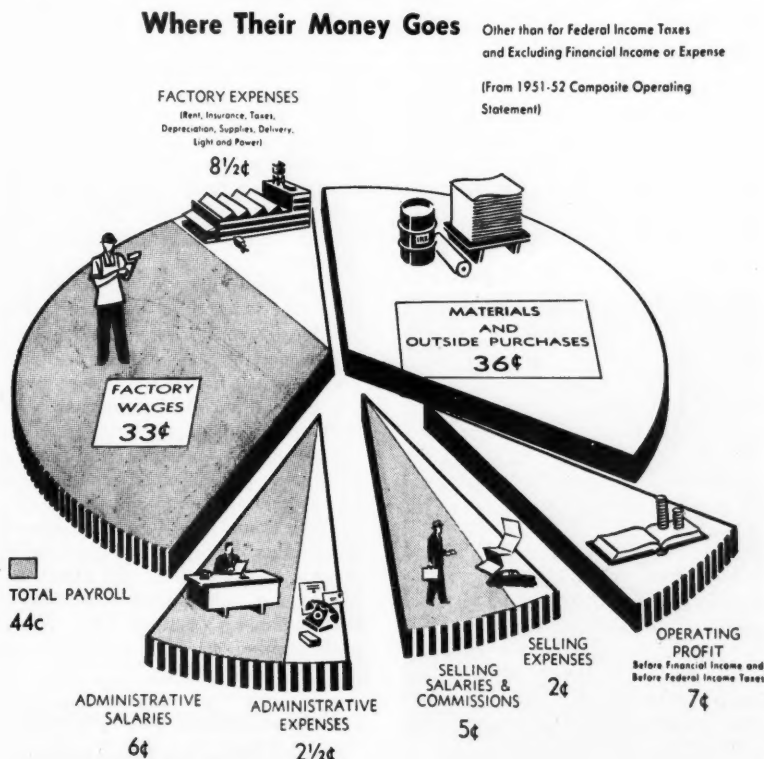 Where Their Money Goes
Other than for Federal Income Taxes
and Excluding Financial Income or Expense
(From 1951-52 Composite Operating
Statement)
FACTORY EXPENSES
(Rent, Insurance, Taxes,
Depreciation, Supplies, Delivery,
Light and Power)
8½¢
INK
MATERIALS
AND
OUTSIDE PURCHASES
36¢
FACTORY
WAGES
33¢
TOTAL PAYROLL
44c
ADMINISTRATIVE
SALARIES
6¢
ADMINISTRATIVE
EXPENSES
2½¢
SELLING
SALARIES &
COMMISSIONS
5¢
SELLING
EXPENSES
2¢
OPERATING
PROFIT
Before Financial Income and
Before Federal Income Taxes
7¢